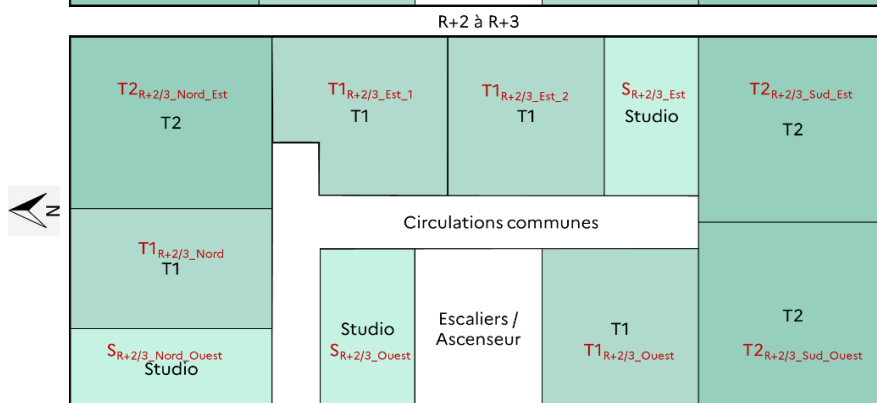 R+2 à R+3
T2R+2/3_Nord_Est
T2
T1R+2/3_Est_1
T1
T1R+2/3_Est_2
T1
SR+2/3_Est
Studio
T2R+2/3_Sud_Est
T2
N
Circulations communes
T1R+2/3_Nord
T1
SR+2/3_Nord_Ouest
Studio
Studio
SR+2/3_Ouest
Escaliers /
Ascenseur
T1
T1R+2/3_Ouest
T2
T2R+2/3_Sud_Ouest